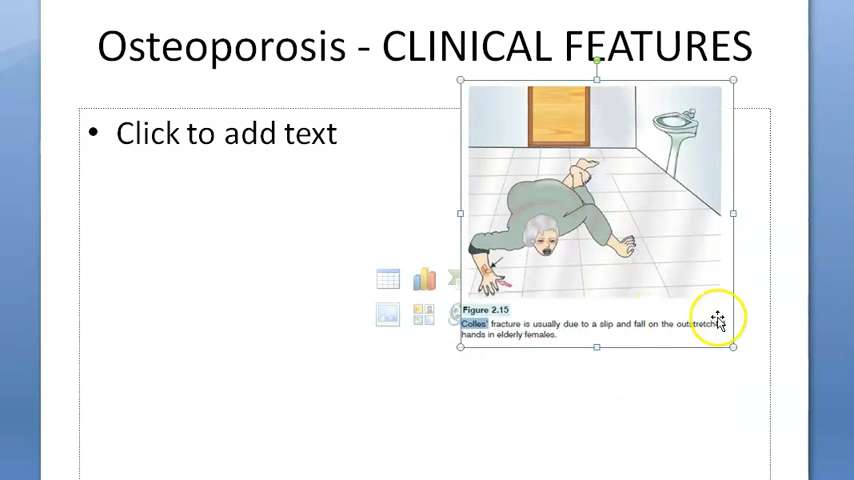 Osteoporosis - CLINICAL FEATURES
• Click to add text
Figure 2.15
Colles' fracture is usually due to a slip and fall on the outstretched
hands in elderly females.